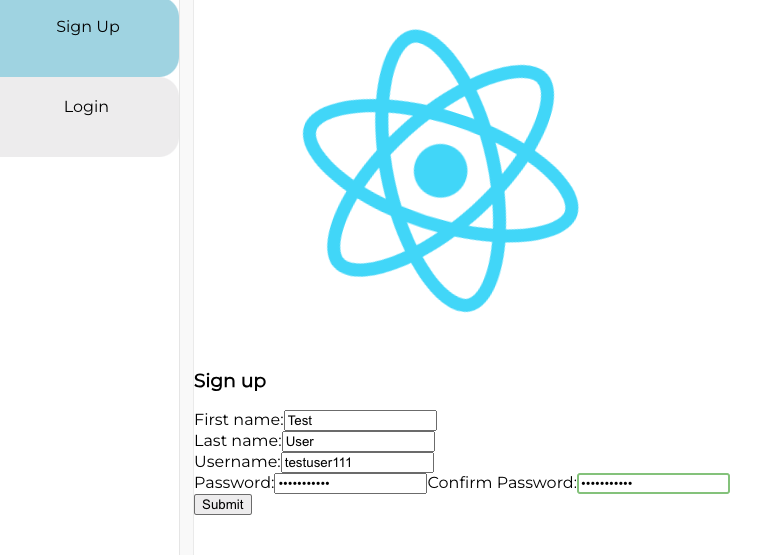 Sign Up
Login
Sign up
First name: Test
Last name: User
Username: testuser111
Password: ••••••••••• Confirm Password: •••••••••••
Submit